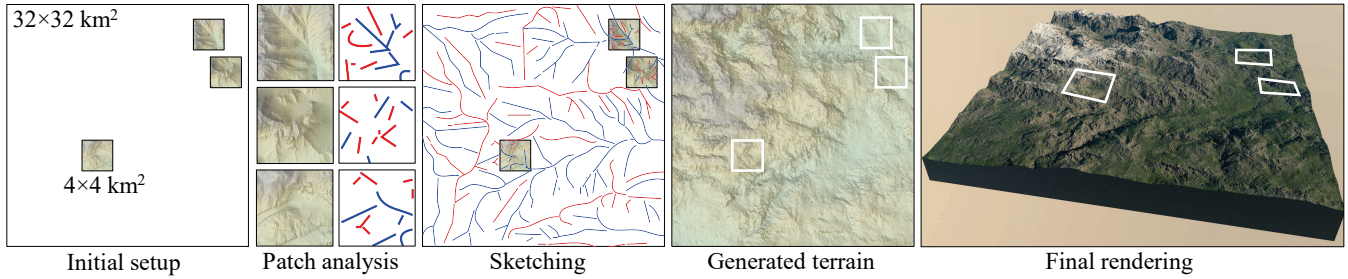 32×32 km²
4×4 km²
Initial setup
Patch analysis
Sketching
Generated terrain
Final rendering